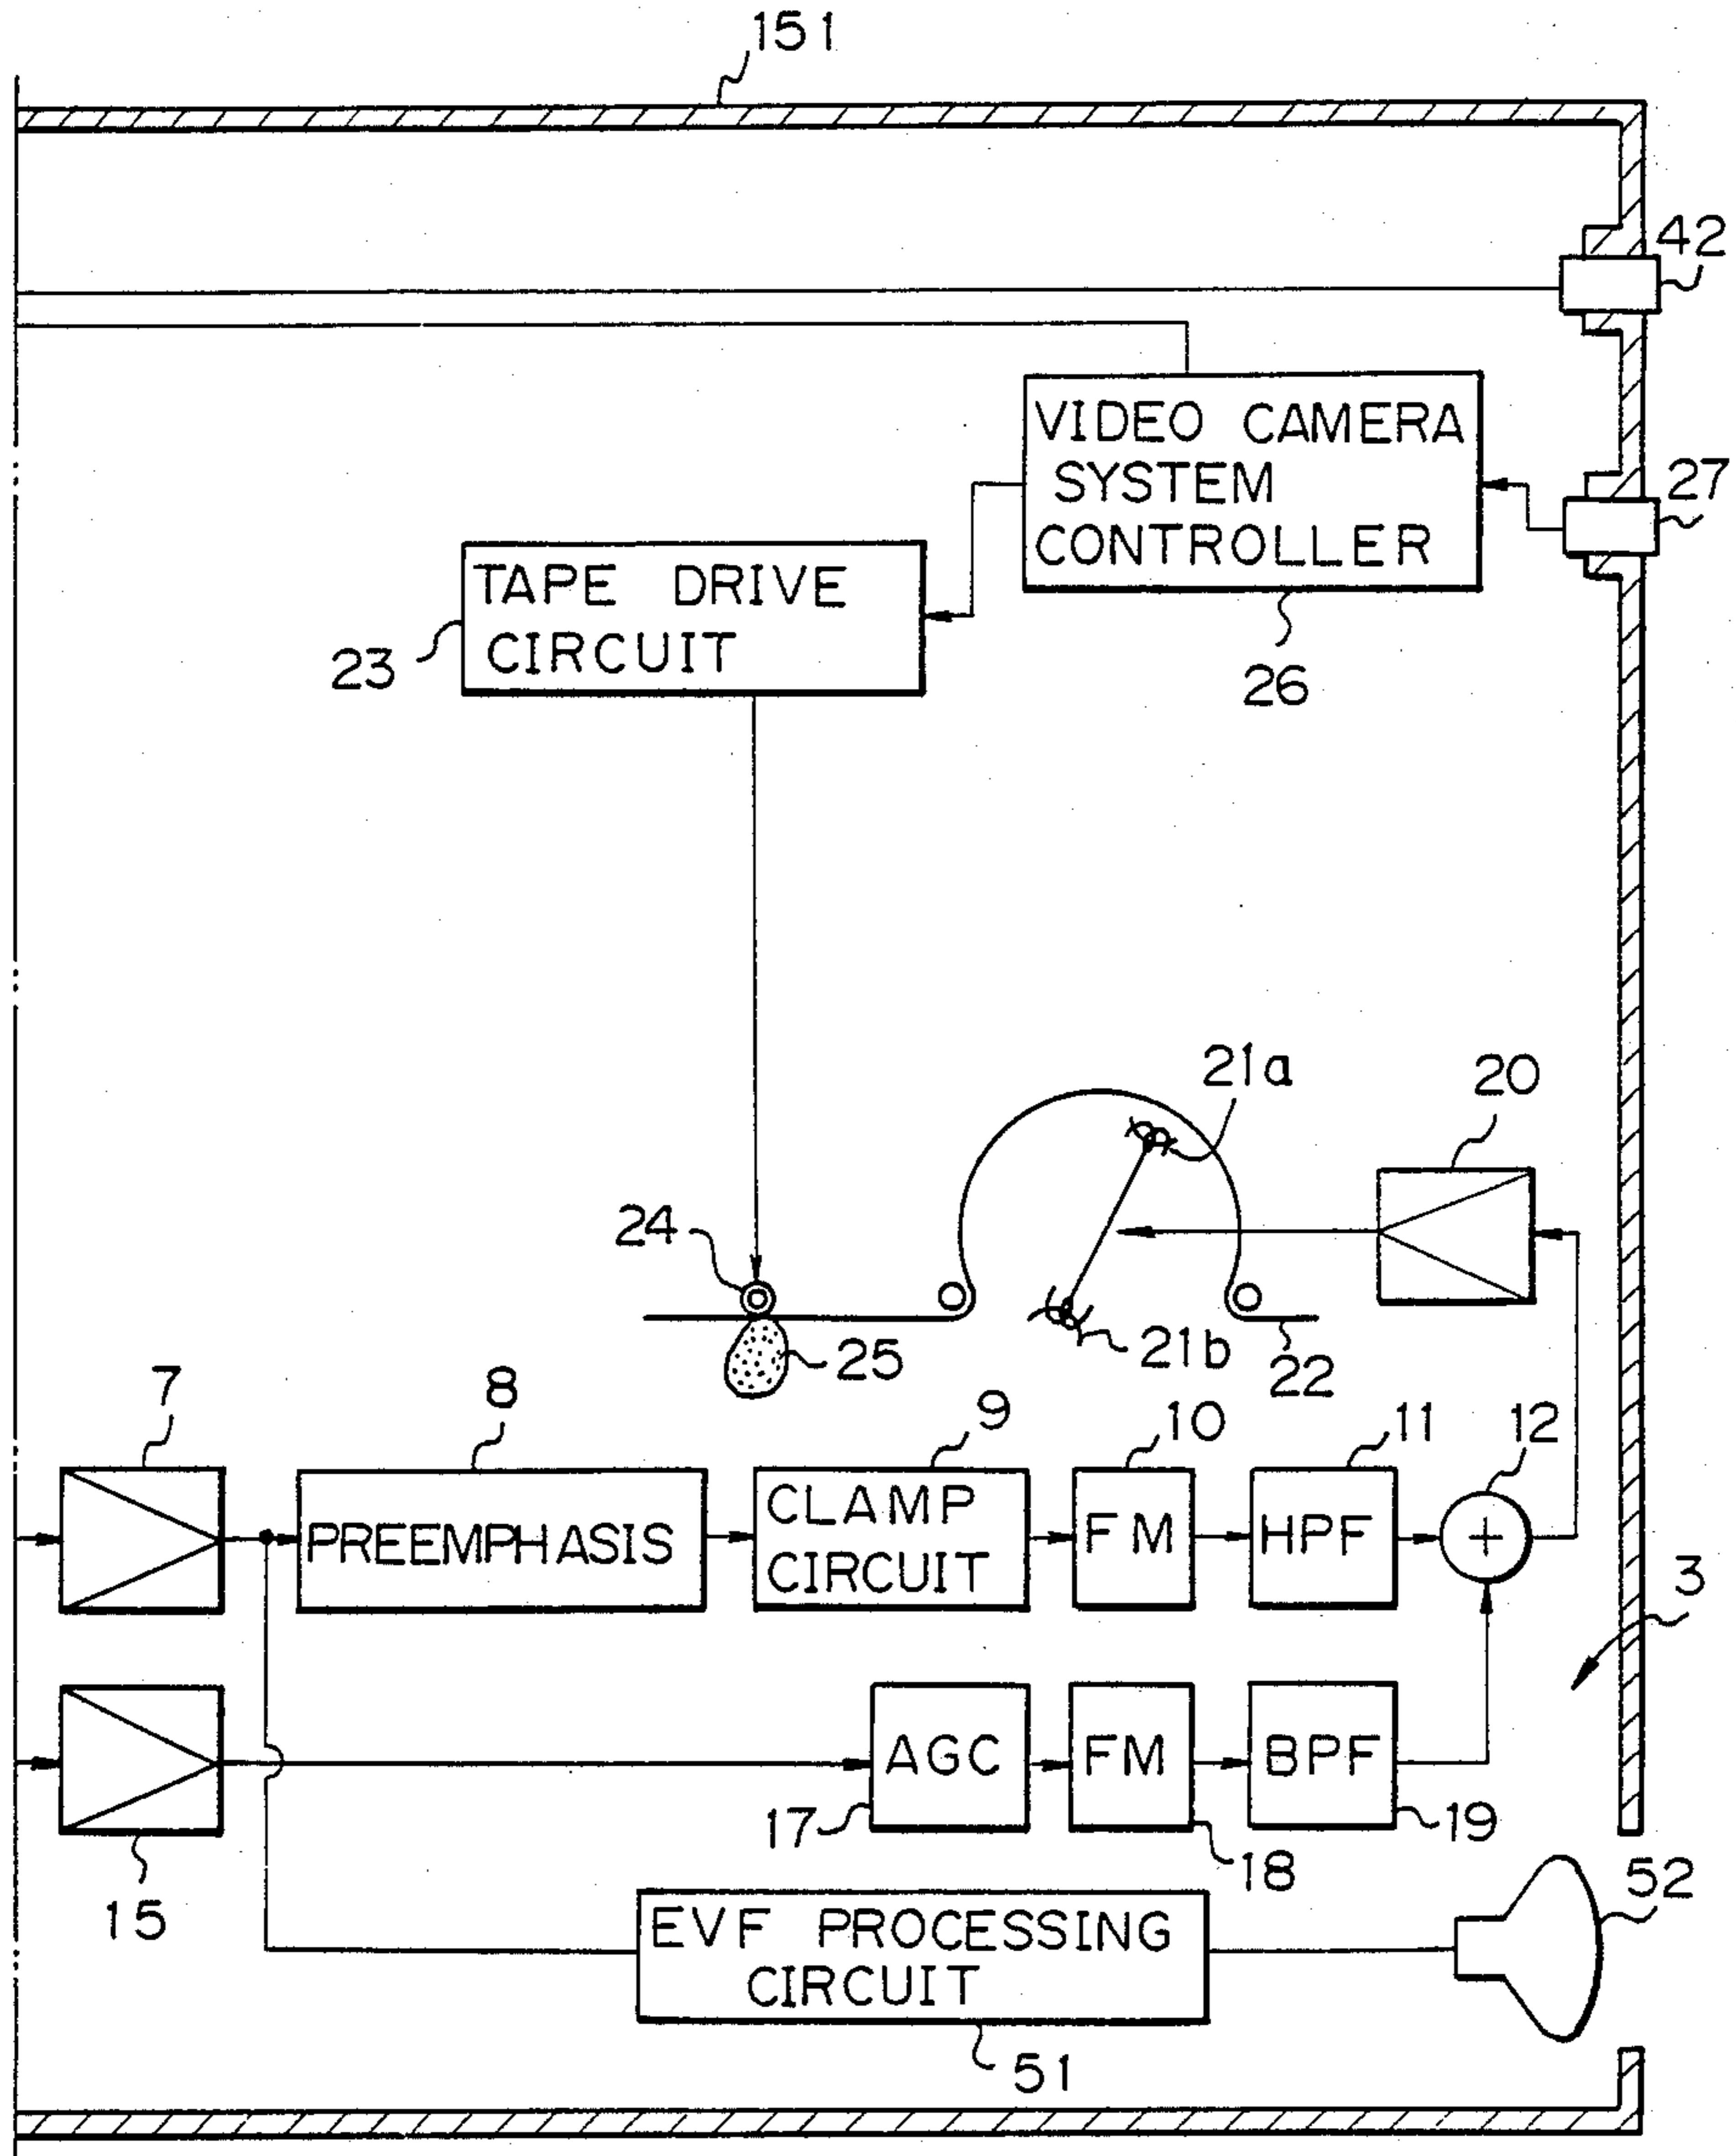 151
42
VIDEO CAMERA
SYSTEM
CONTROLLER
27
TAPE DRIVE
CIRCUIT
23
26
21a
20
24
25
21b
22
7
8
9
10
11
12
PREEMPHASIS
CLAMP
CIRCUIT
FM
HPF
+
3
AGC
FM
BPF
17
18
19
15
52
EVF PROCESSING
CIRCUIT
51